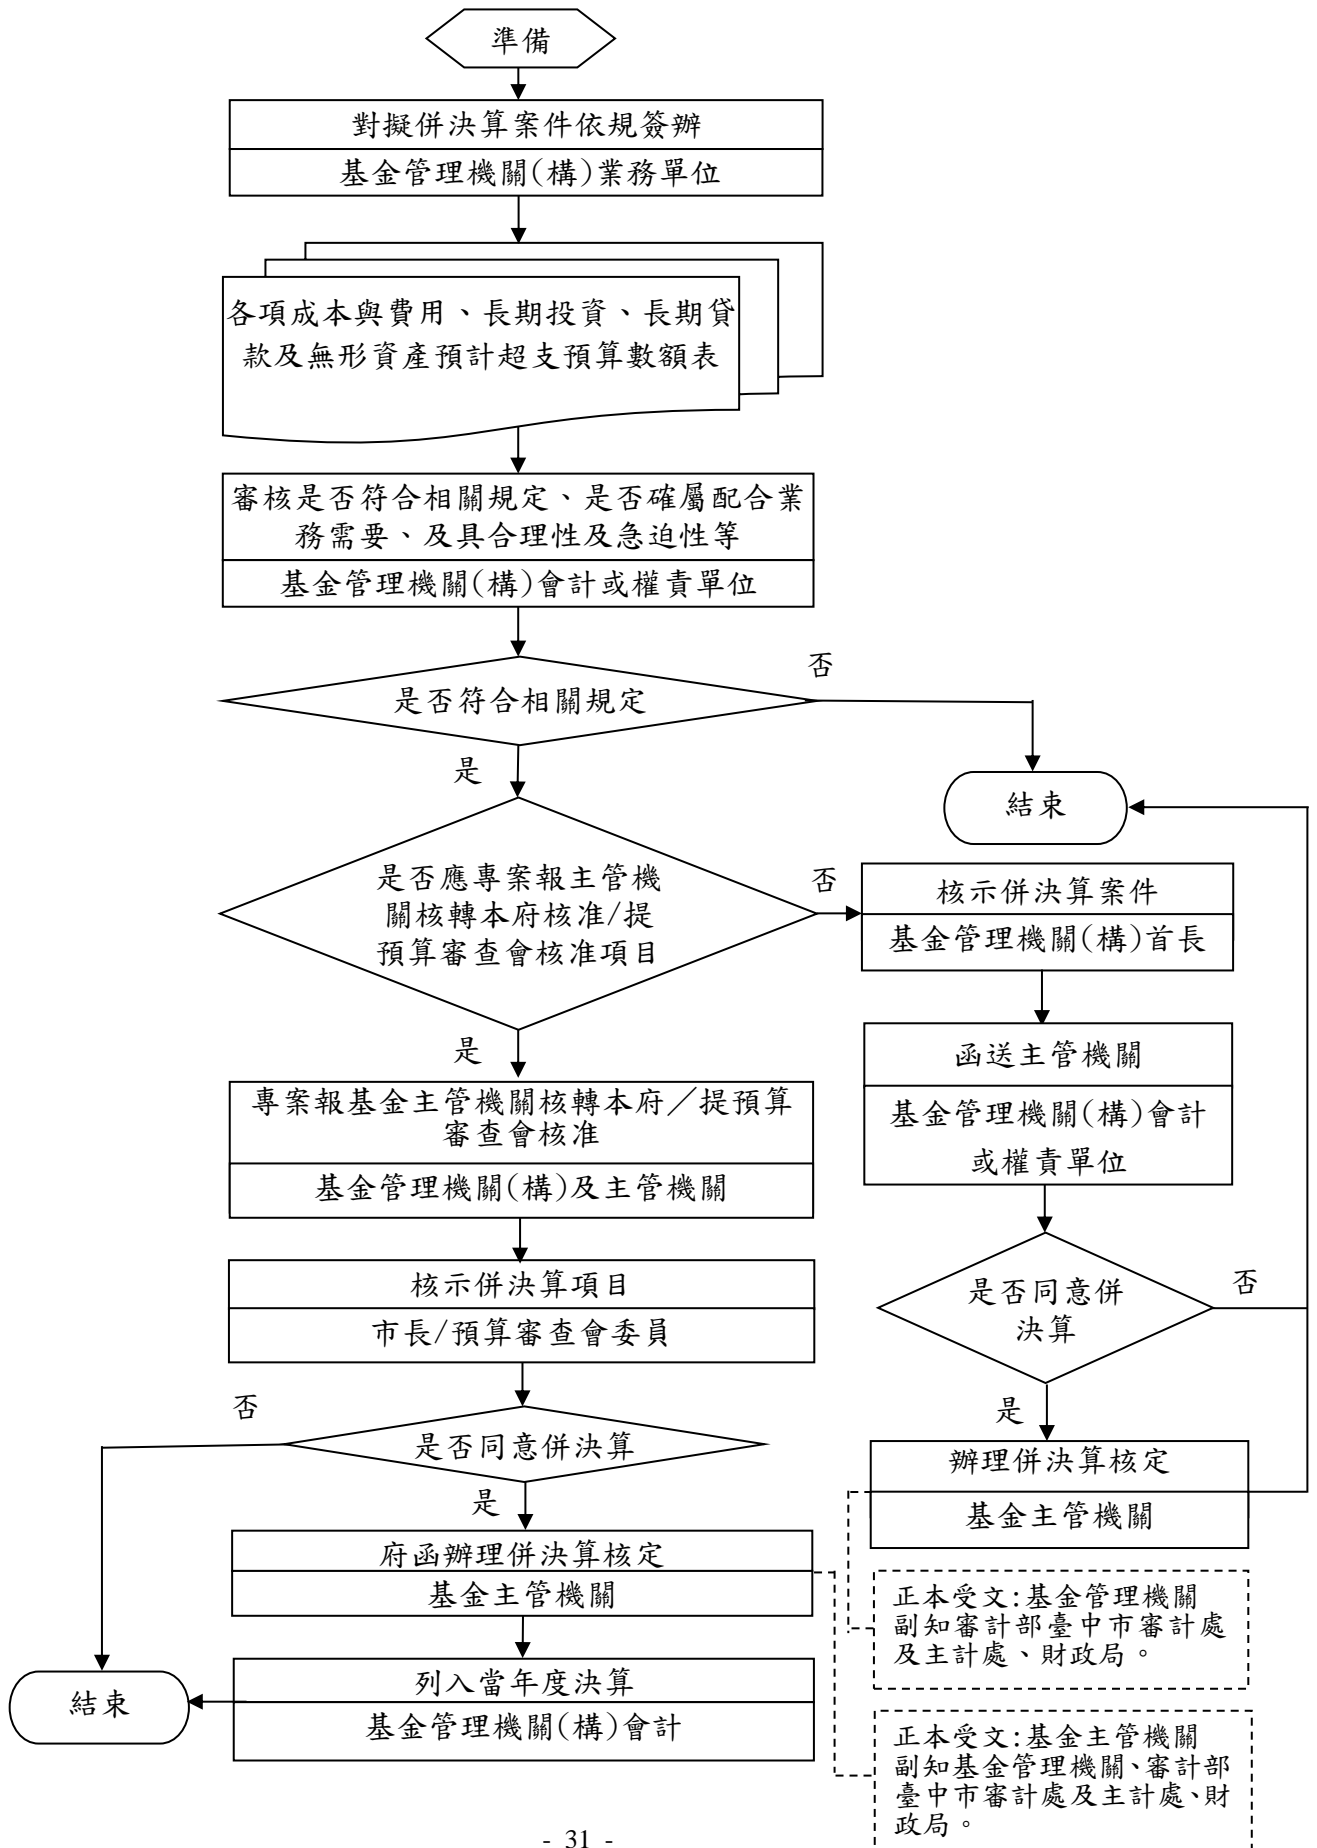 準備
對擬併決算案件依規簽辦
基金管理機關(構)業務單位
各項成本與費用、長期投資、長期貸
款及無形資產預計超支預算數額表
審核是否符合相關規定、是否確屬配合業
務需要、及具合理性及急迫性等
基金管理機關(構)會計或權責單位
是否符合相關規定
否
是
結束
是否應專案報主管機
關核轉本府核准/提
預算審查會核准項目
否
是
核示併決算案件
基金管理機關(構)首長
函送主管機關
基金管理機關(構)會計
或權責單位
專案報基金主管機關核轉本府／提預算
審查會核准
基金管理機關(構)及主管機關
核示併決算項目
市長/預算審查會委員
是否同意併
決算
否
是
否
是否同意併決算
是
辦理併決算核定
基金主管機關
府函辦理併決算核定
基金主管機關
正本受文:基金管理機關
副知審計部臺中市審計處
及主計處、財政局。
列入當年度決算
基金管理機關(構)會計
結束
正本受文:基金主管機關
副知基金管理機關、審計部
臺中市審計處及主計處、財
政局。
- 31 -